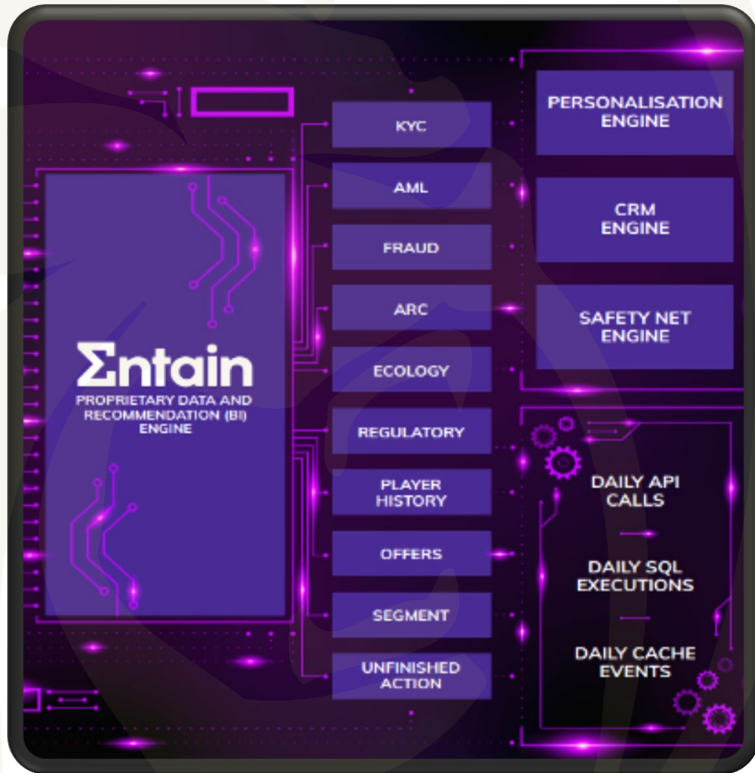 Σntain
PROPRIETARY DATA AND
RECOMMENDATION (BI)
ENGINE
KYC
AML
FRAUD
ARC
ECOLOGY
REGULATORY
PLAYER
HISTORY
OFFERS
SEGMENT
UNFINISHED
ACTION
PERSONALISATION
ENGINE
CRM
ENGINE
SAFETY NET
ENGINE
DAILY API
CALLS
DAILY SQL
EXECUTIONS
DAILY CACHE
EVENTS